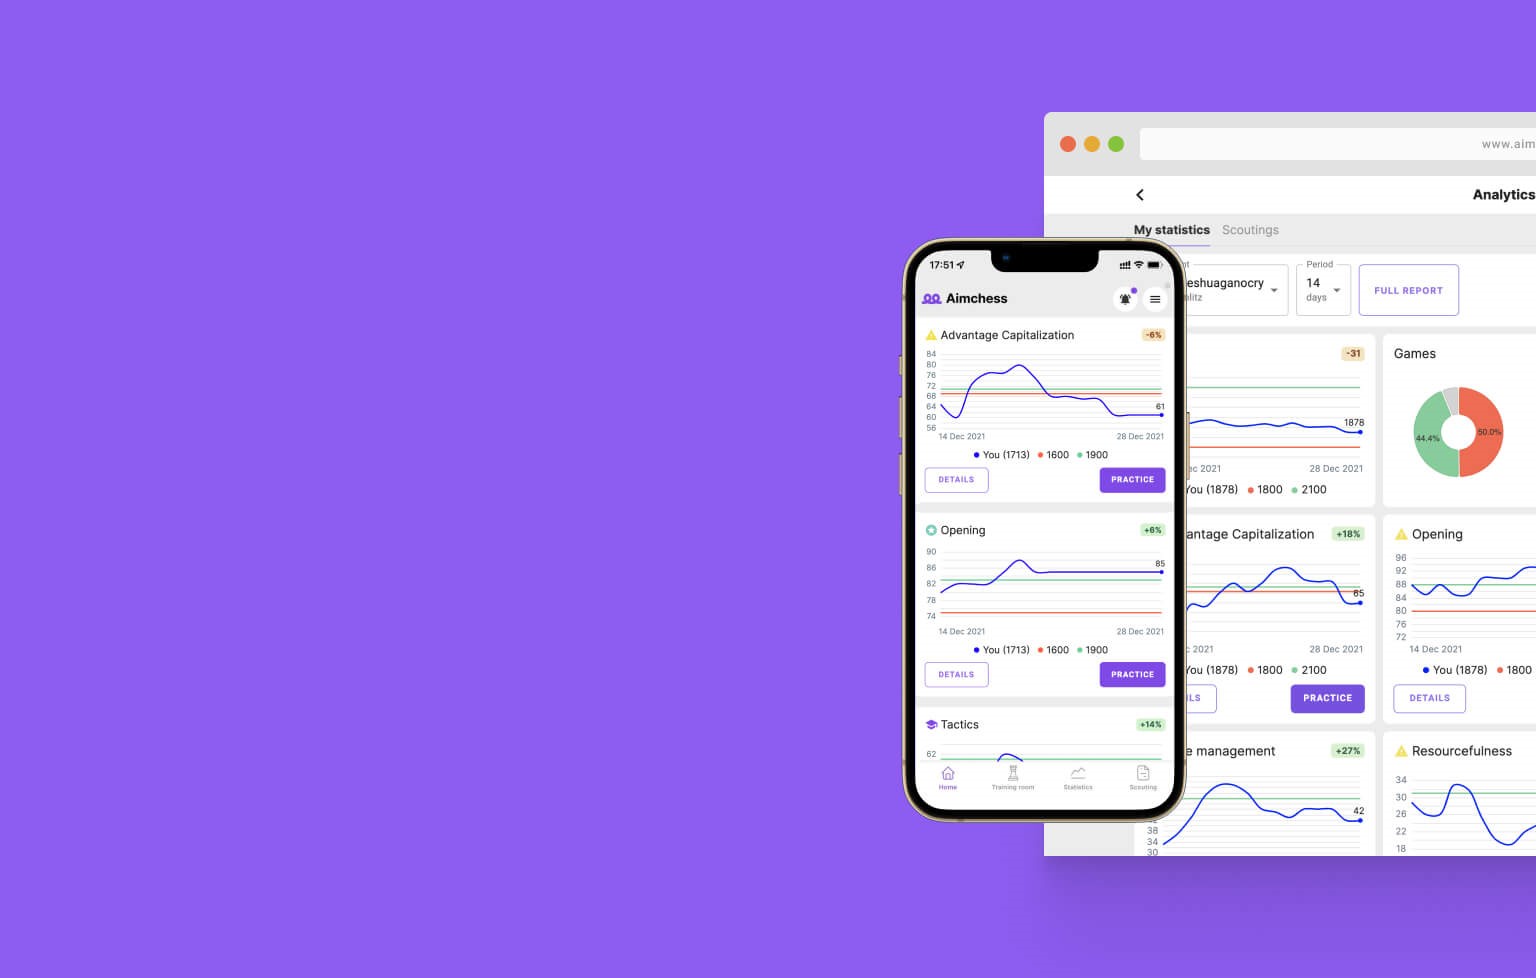 www.aim
Analytics
My statistics Scoutings
eshuaganocry
litz
Period
14
days
FULL REPORT
-31
1878
ec 2021 28 Dec 2021
You (1878) 1800 2100
Games
44.4% 50.0%
antage Capitalization +18%
65
c 2021 28 Dec 2021
You (1878) 1800 2100
LS PRACTICE
Opening
96
92
88
84
80
76
72
14 Dec 2021
You (1878) 1800
DETAILS
e management +27%
42
38
34
30
Resourcefulness
34
30
26
22
18
17:51
Aimchess
Advantage Capitalization -6%
84
80
76
72
68
64
60
56
61
14 Dec 2021 28 Dec 2021
You (1713) 1600 1900
DETAILS PRACTICE
Opening +6%
90
86
82
78
74
85
14 Dec 2021 28 Dec 2021
You (1713) 1600 1900
DETAILS PRACTICE
Tactics +14%
62
Home Training room Statistics Scouting